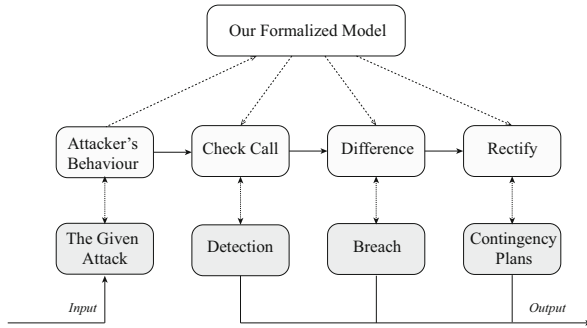 Our Formalized Model
Attacker's
Behaviour
Check Call
Difference
Rectify
The Given
Attack
Detection
Breach
Contingency
Plans
Input
Output